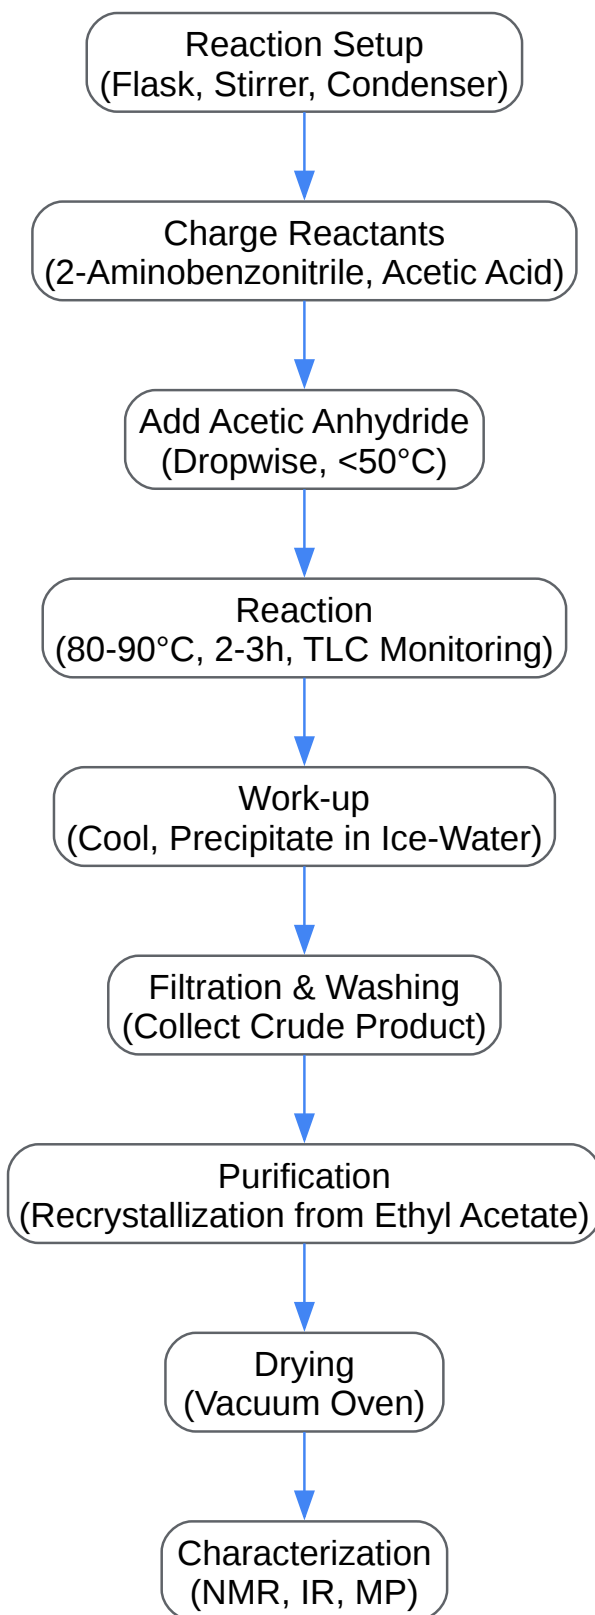 Reaction Setup
(Flask, Stirrer, Condenser)
Charge Reactants
(2-Aminobenzonitrile, Acetic Acid)
Add Acetic Anhydride
(Dropwise, <50°C)
Reaction
(80-90°C, 2-3h, TLC Monitoring)
Work-up
(Cool, Precipitate in Ice-Water)
Filtration & Washing
(Collect Crude Product)
Purification
(Recrystallization from Ethyl Acetate)
Drying
(Vacuum Oven)
Characterization
(NMR, IR, MP)